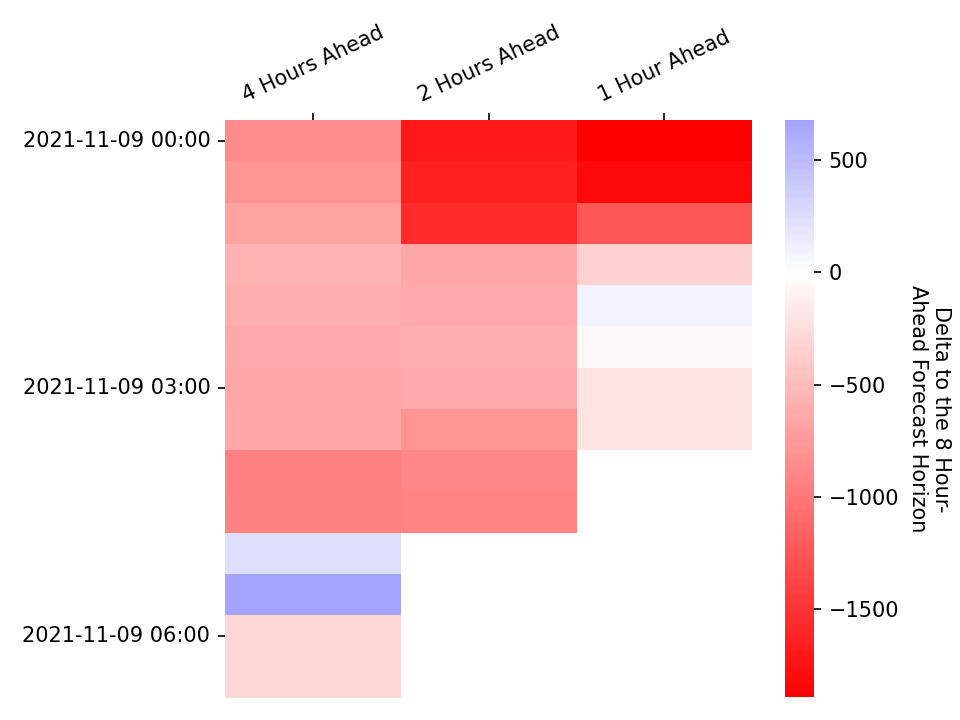 4 Hours Ahead
2 Hours Ahead
1 Hour Ahead
2021-11-09 00:00
2021-11-09 03:00
2021-11-09 06:00
500
0
−500
−1000
−1500
Delta to the 8 Hour-
Ahead Forecast Horizon